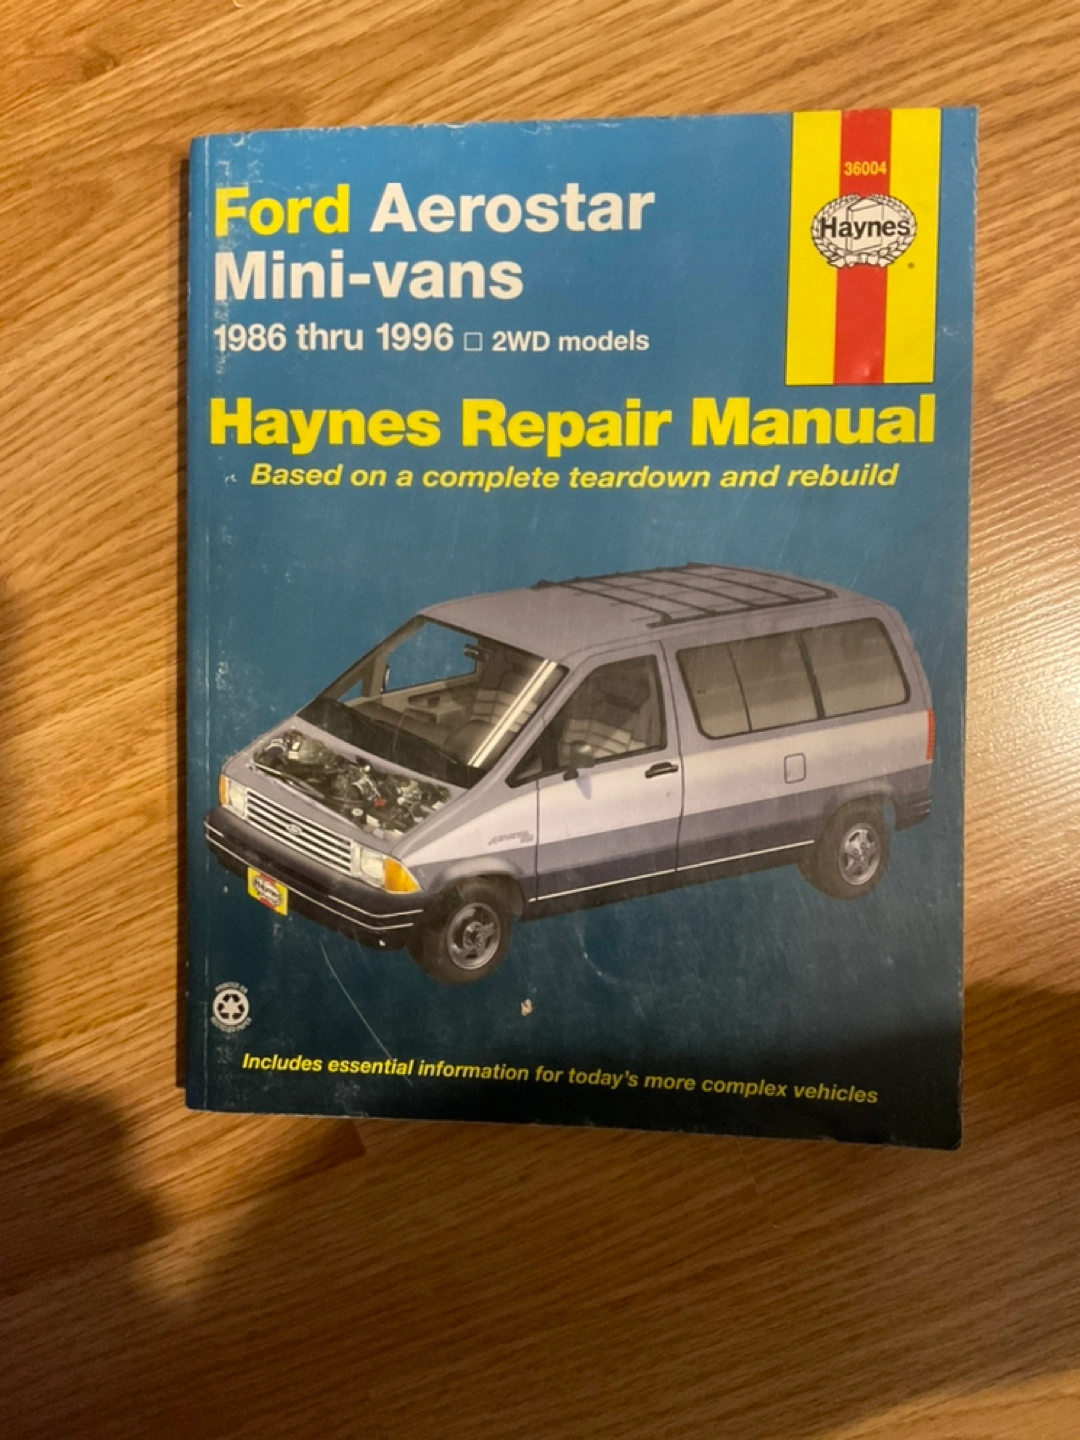 36004
Haynes
Ford Aerostar
Mini-vans
1986 thru 1996 □ 2WD models
Haynes Repair Manual
Based on a complete teardown and rebuild
Haynes
Includes essential information for today's more complex vehicles